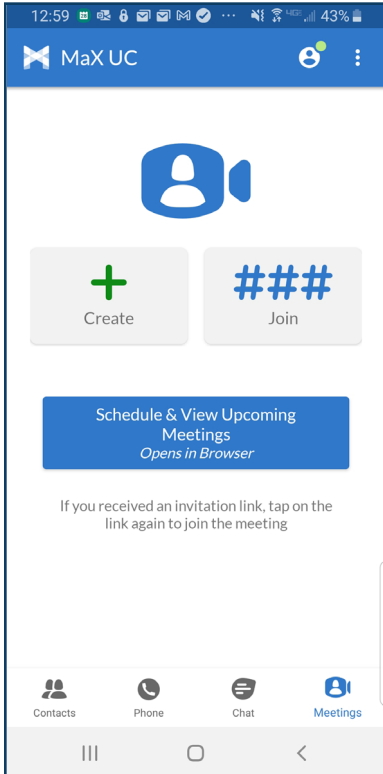 12:59 43%
MaX UC
Create
###
Join
Schedule & View Upcoming
Meetings
Opens in Browser
If you received an invitation link, tap on the
link again to join the meeting
Contacts Phone Chat Meetings